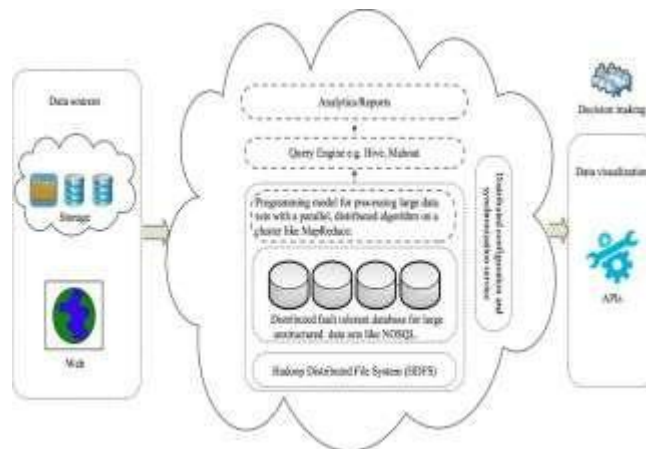 Data sources
Storage
Web
Analytics/Reports
Query Engine e.g. Hive, Mahout
Programming model for processing large data
sets with a parallel, distributed algorithm on a
cluster like MapReduce.
Distributed fault tolerant database for large
unstructured data sets like NOSQL.
Hadoop Distributed File System (HDFS)
Distributed configuration and
synchronization service
Decision making
Data visualization
APIs